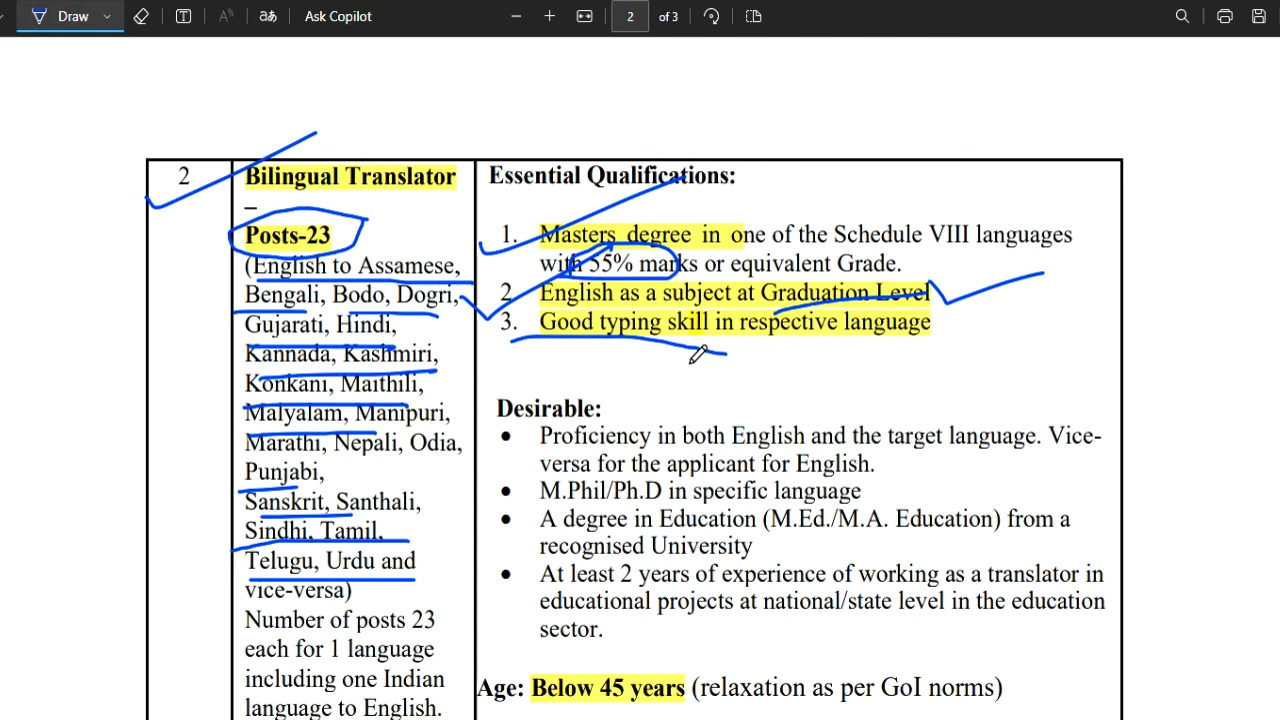 Draw
Ask Copilot
2 of 3
2
Bilingual Translator
–
Posts-23
(English to Assamese,
Bengali, Bodo, Dogri,
Gujarati, Hindi,
Kannada, Kashmiri,
Konkani, Maithili,
Malyalam, Manipuri,
Marathi, Nepali, Odia,
Punjabi,
Sanskrit, Santhali,
Sindhi, Tamil,
Telugu, Urdu and
vice-versa)
Number of posts 23
each for 1 language
including one Indian
language to English.
Essential Qualifications:
1. Masters degree in one of the Schedule VIII languages
with 55% marks or equivalent Grade.
2. English as a subject at Graduation Level
3. Good typing skill in respective language
Desirable:
• Proficiency in both English and the target language. Vice-
versa for the applicant for English.
• M.Phil/Ph.D in specific language
• A degree in Education (M.Ed./M.A. Education) from a
recognised University
• At least 2 years of experience of working as a translator in
educational projects at national/state level in the education
sector.
Age: Below 45 years (relaxation as per GoI norms)